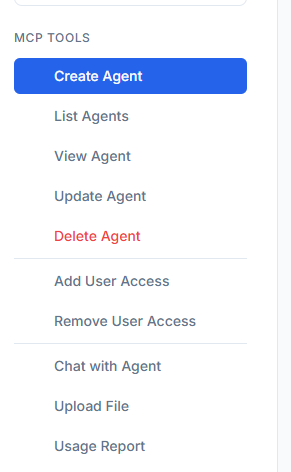 MCP TOOLS
Create Agent
List Agents
View Agent
Update Agent
Delete Agent
Add User Access
Remove User Access
Chat with Agent
Upload File
Usage Report